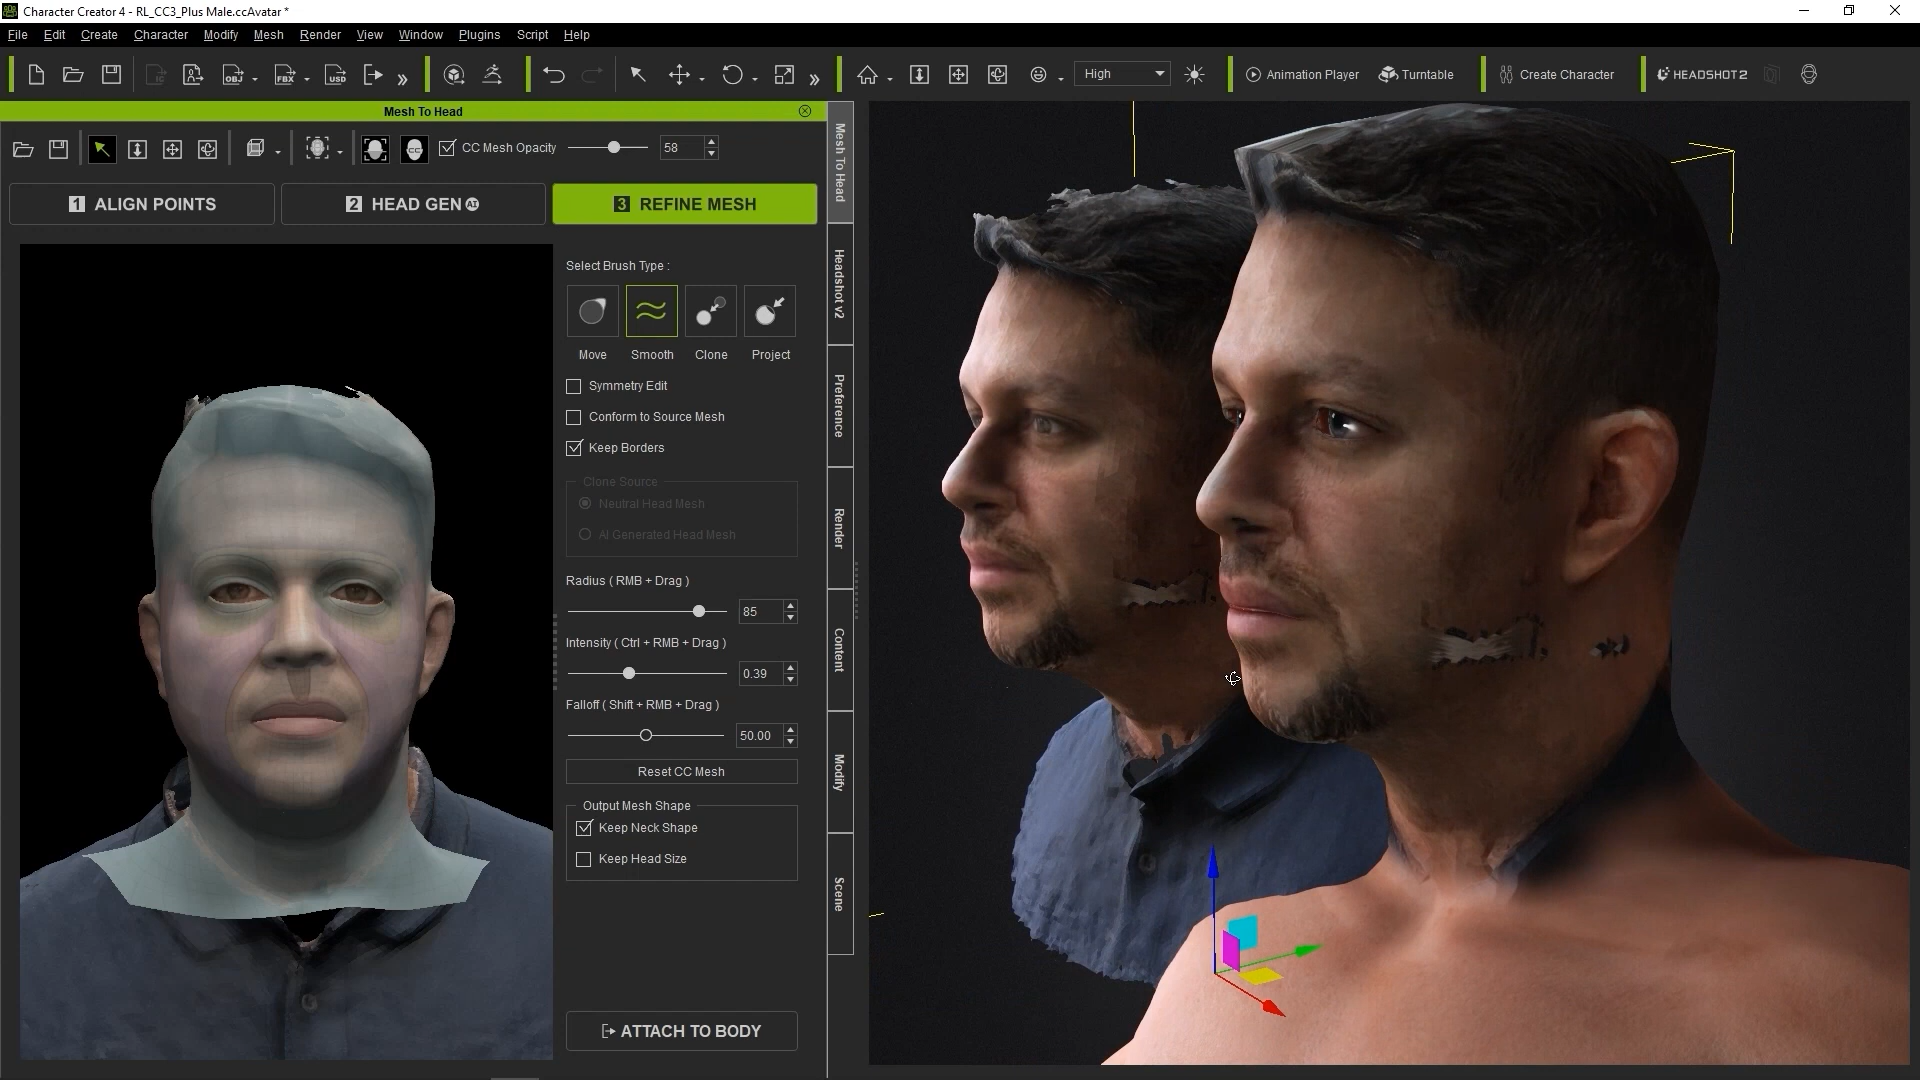 Character Creator 4 - RL_CC3_Plus Male.ccAvatar *
File Edit Create Character Modify Mesh Render View Window Plugins Script Help
OBJ FBX USD High Animation Player Turntable Create Character HEADSHOT 2
Mesh To Head
CC CC Mesh Opacity 58
1 ALIGN POINTS
2 HEAD GEN AI
3 REFINE MESH
Select Brush Type :
Move Smooth Clone Project
Symmetry Edit
Conform to Source Mesh
Keep Borders
Clone Source
Neutral Head Mesh
AI Generated Head Mesh
Radius ( RMB + Drag )
85
Intensity ( Ctrl + RMB + Drag )
0.39
Falloff ( Shift + RMB + Drag )
50.00
Reset CC Mesh
Output Mesh Shape
Keep Neck Shape
Keep Head Size
ATTACH TO BODY
Mesh To Head
Headshot v2
Preference
Render
Content
Modify
Scene